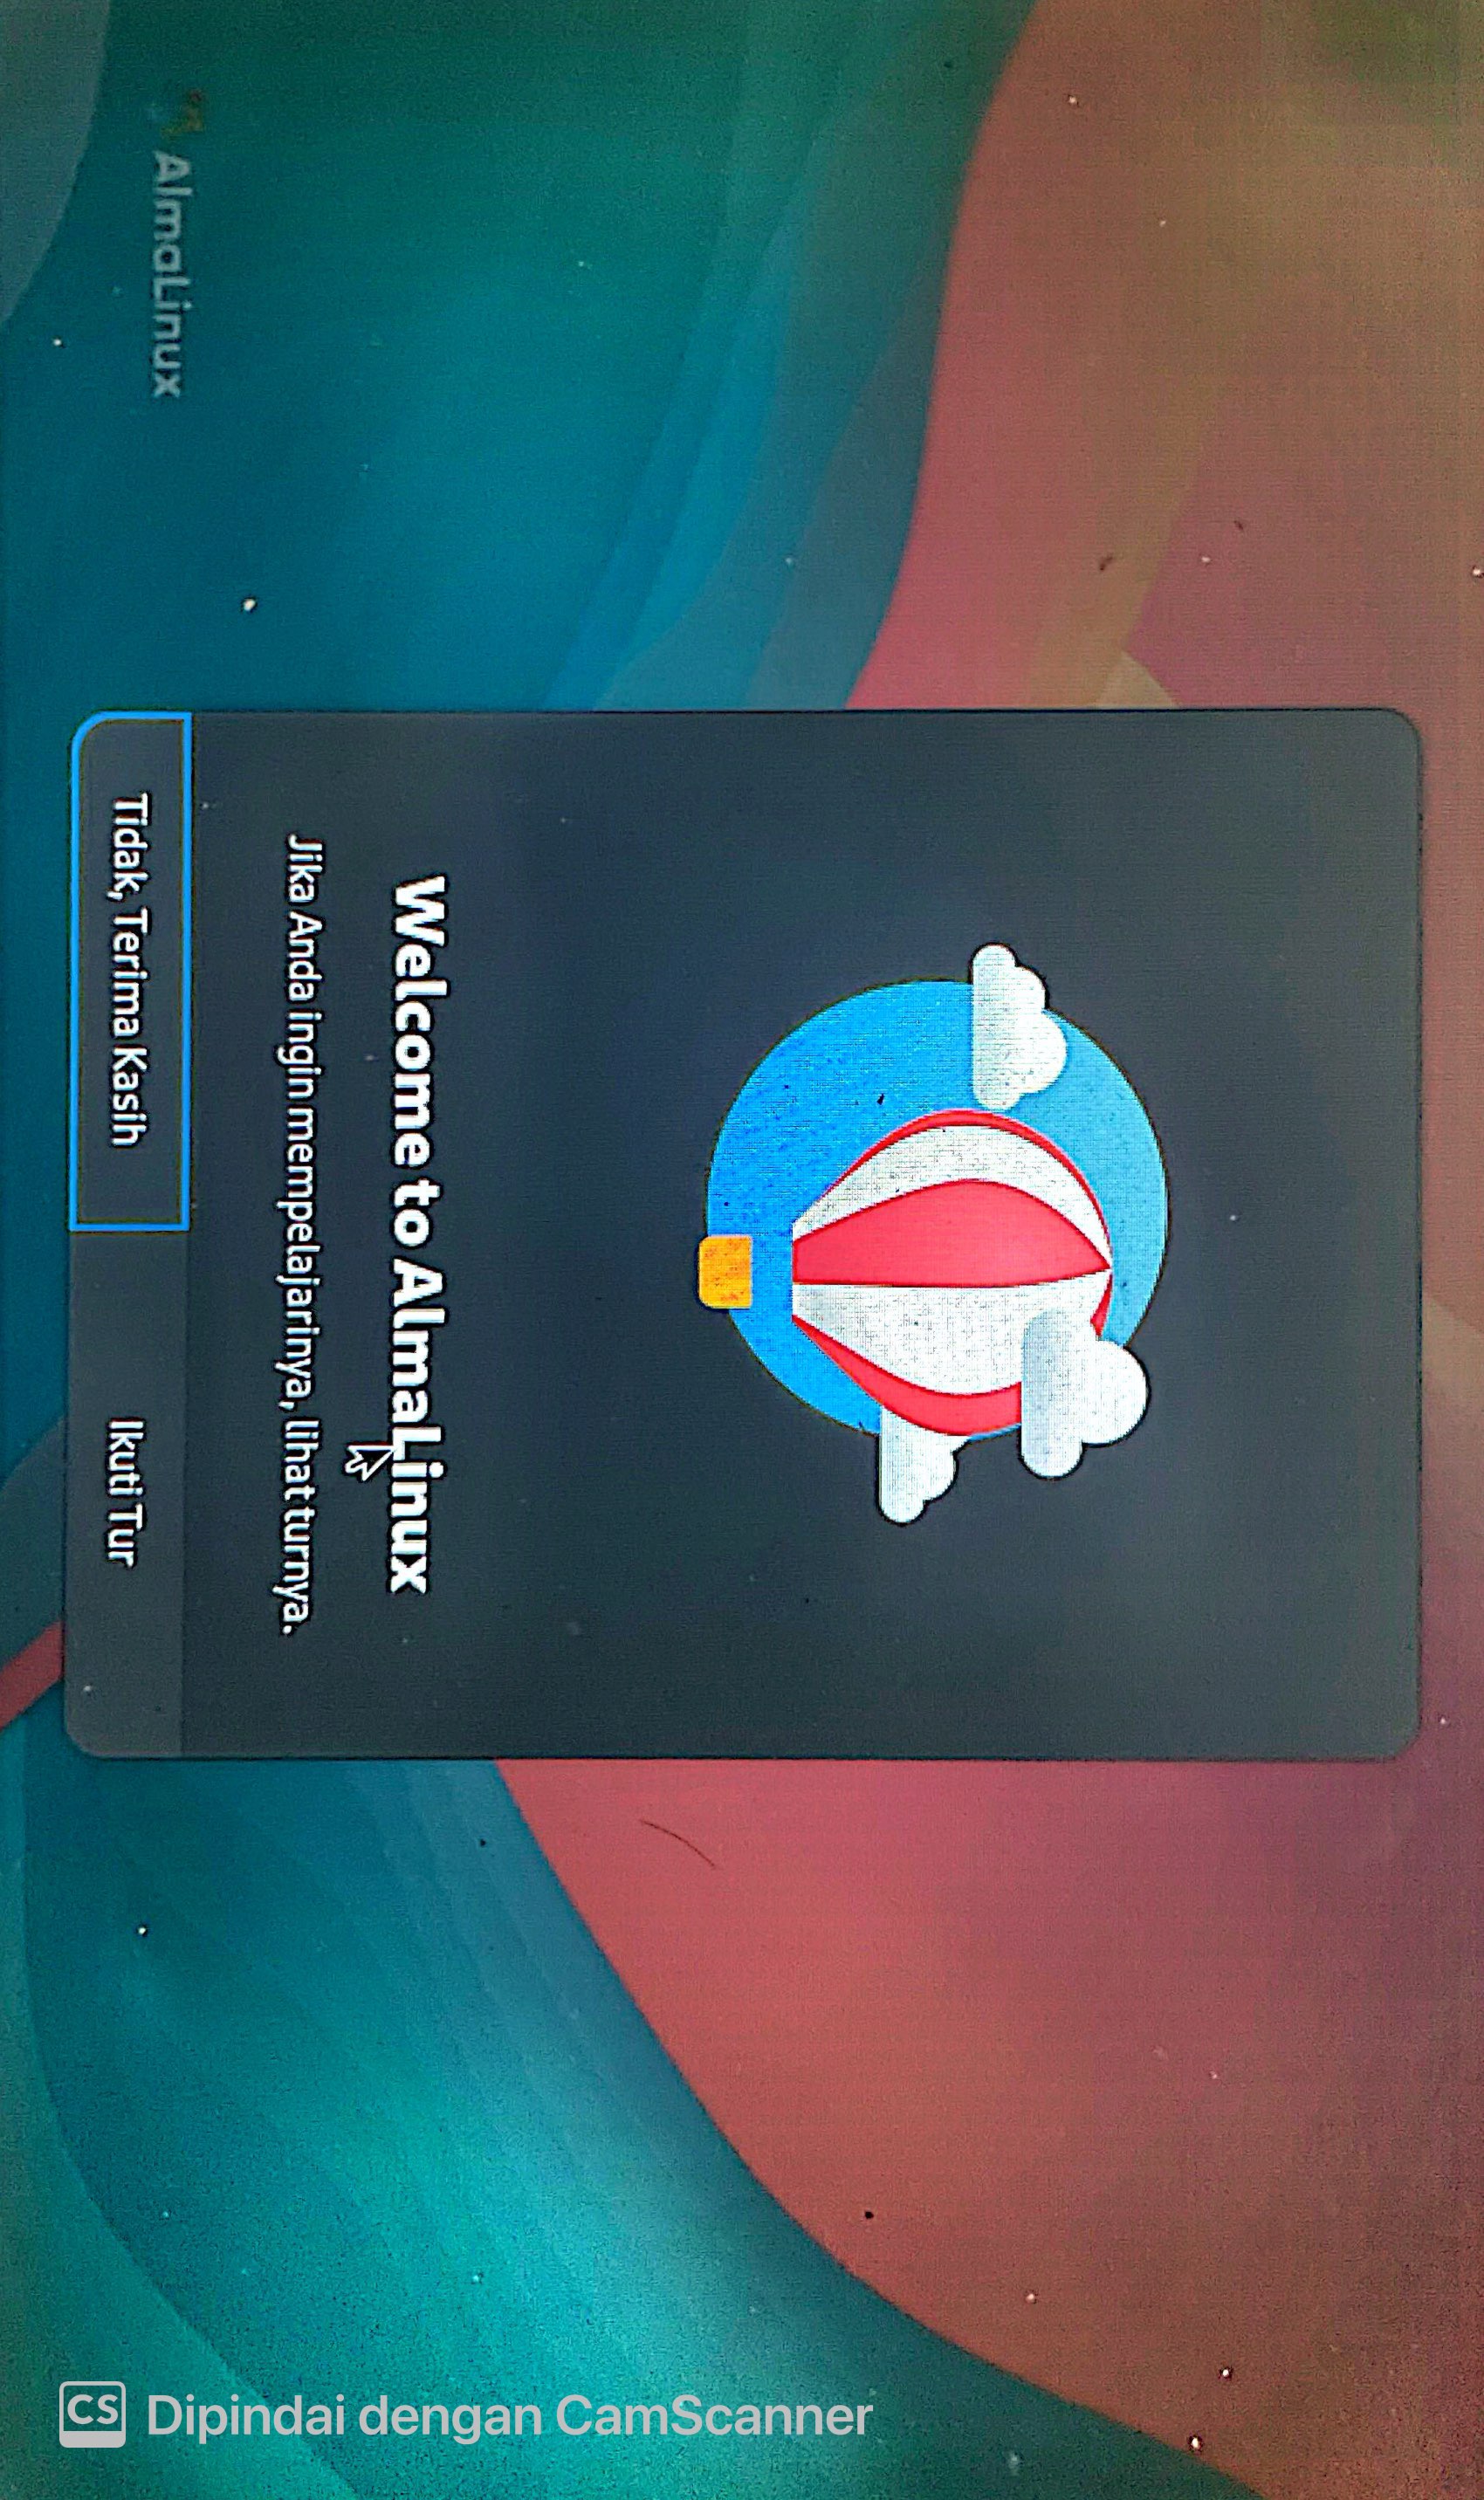 Welcome to AlmaLinux
Jika Anda ingin mempelajarinya, lihat turnya.
Tidak, Terima Kasih
Ikuti Tur
AlmaLinux
CS Dipindai dengan CamScanner